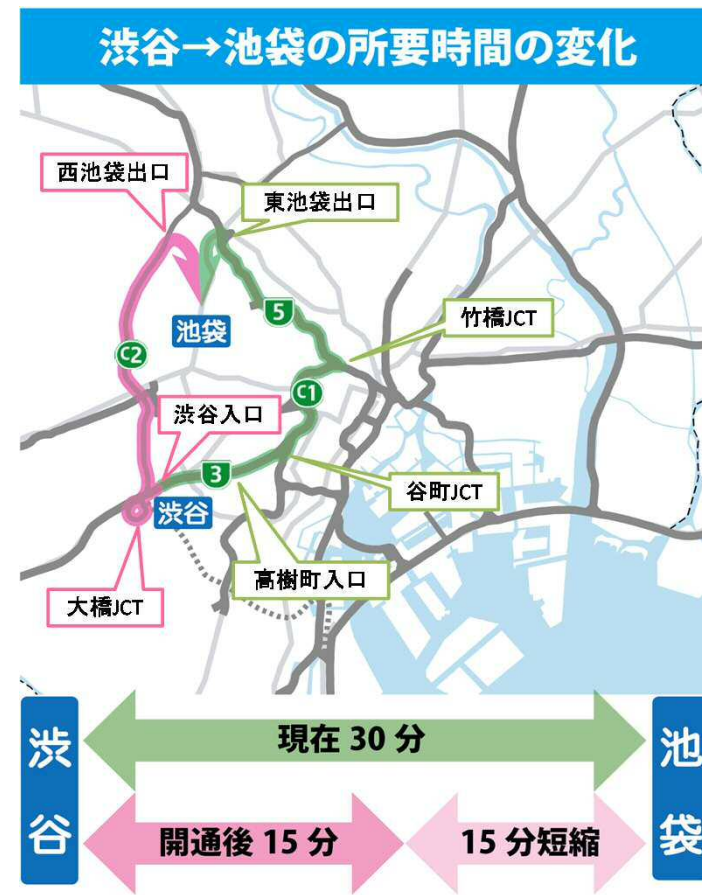 渋谷→池袋の所要時間の変化
西池袋出口
東池袋出口
5
竹橋JCT
池袋
C2
C1
渋谷入口
3
谷町JCT
渋谷
高樹町入口
大橋JCT
渋谷
現在 30 分
池袋
開通後 15 分
15 分短縮